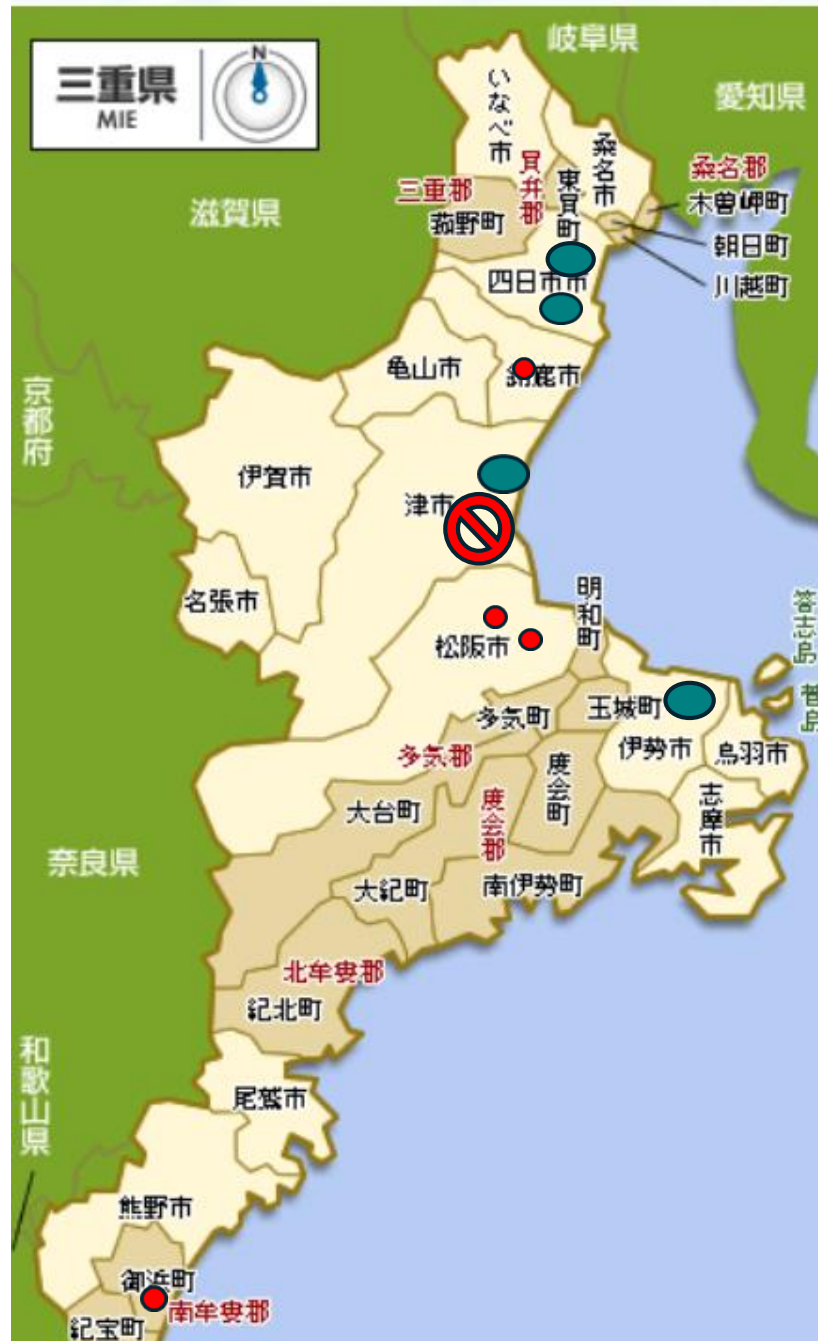 岐阜県
三重県
MIE
N
愛知県
いなべ市
桑名市
員弁郡
東員町
桑名郡
木曽岬町
三重郡
菰野町
朝日町
川越町
滋賀県
四日市市
亀山市
鹿市
京都府
伊賀市
津市
名張市
明和町
答志島
菅島
松阪市
玉城町
多気町
伊勢市
鳥羽市
多気郡
度会町
度会郡
志摩市
大台町
奈良県
大紀町
南伊勢町
北牟婁郡
紀北町
和歌山県
尾鷲市
熊野市
御浜町
南牟婁郡
紀宝町